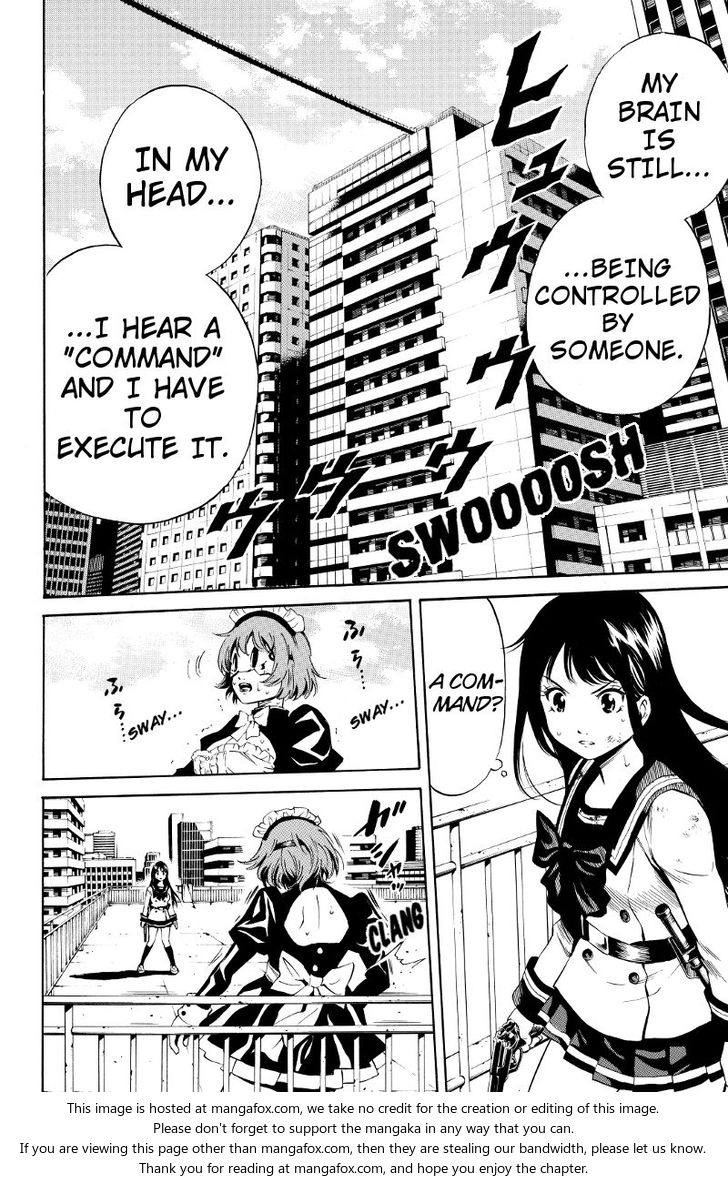 MY
BRAIN
IS
STILL...
...BEING
CONTROLLED
BY
SOMEONE.
ヒュウウウウウ
SWOOOOSH
IN MY
HEAD...
...I HEAR A
"COMMAND"
AND I HAVE
TO
EXECUTE IT.
A COM-
MAND?
ふら...
SWAY...
ふら...
SWAY...
ガシャッ
CLANG
This image is hosted at mangafox.com, we take no credit for the creation or editing of this image.
Please don't forget to support the mangaka in any way that you can.
If you are viewing this page other than mangafox.com, then they are stealing our bandwidth, please let us know.
Thank you for reading at mangafox.com, and hope you enjoy the chapter.